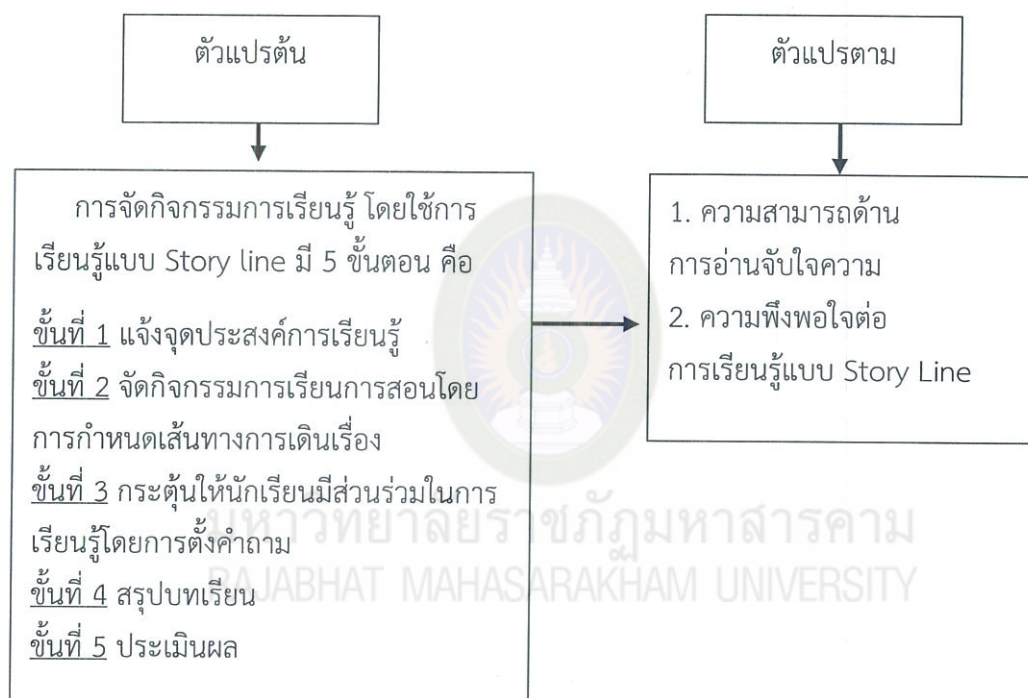 ตัวแปรต้น
การจัดกิจกรรมการเรียนรู้ โดยใช้การ
เรียนรู้แบบ Story line มี 5 ขั้นตอน คือ
ขั้นที่ 1 แจ้งจุดประสงค์การเรียนรู้
ขั้นที่ 2 จัดกิจกรรมการเรียนการสอนโดย
การกำหนดเส้นทางการเดินเรื่อง
ขั้นที่ 3 กระตุ้นให้นักเรียนมีส่วนร่วมในการ
เรียนรู้โดยการตั้งคำถาม
ขั้นที่ 4 สรุปบทเรียน
ขั้นที่ 5 ประเมินผล
ตัวแปรตาม
1. ความสามารถด้าน
การอ่านจับใจความ
2. ความพึงพอใจต่อ
การเรียนรู้แบบ Story Line
มหาวิทยาลัยราชภัฏมหาสารคาม
RAJABHAT MAHASARAKHAM UNIVERSITY